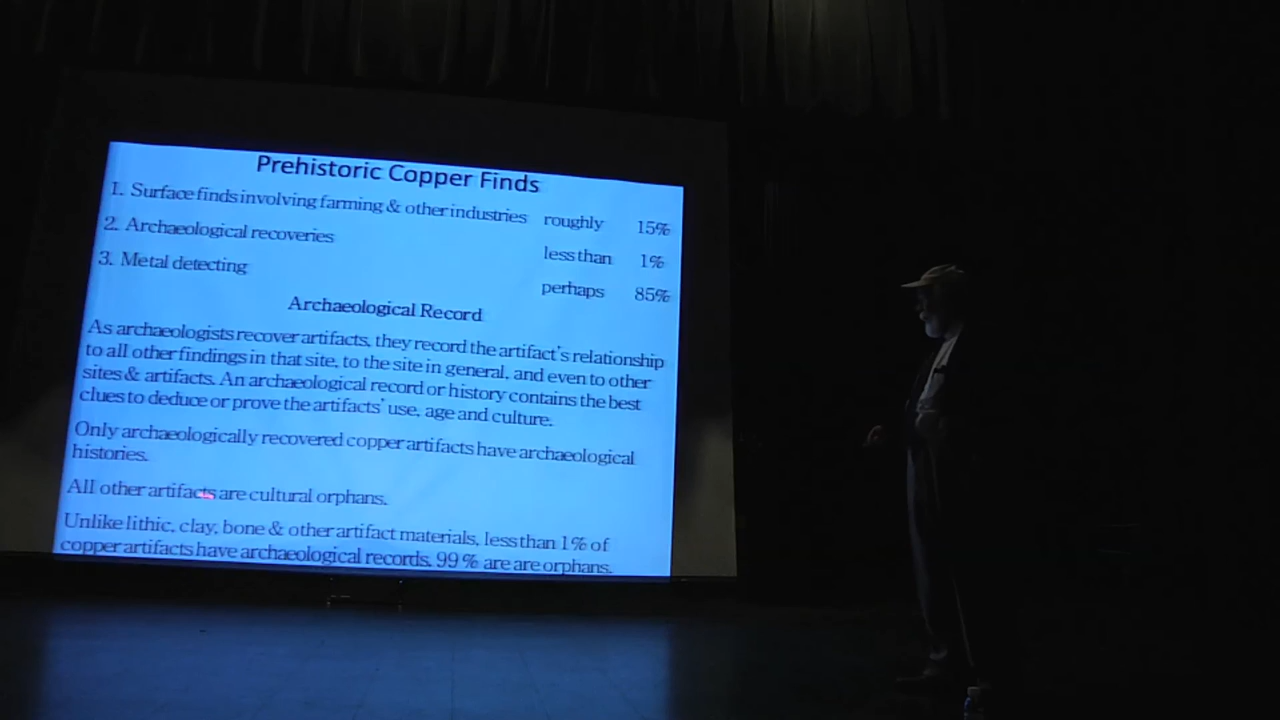 Prehistoric Copper Finds
1. Surface finds involving farming & other industries roughly 15%
2. Archaeological recoveries less than 1%
3. Metal detecting perhaps 85%
Archaeological Record
As archaeologists recover artifacts, they record the artifact's relationship
to all other findings in that site, to the site in general, and even to other
sites & artifacts. An archaeological record or history contains the best
clues to deduce or prove the artifacts' use, age and culture.
Only archaeologically recovered copper artifacts have archaeological
histories.
All other artifacts are cultural orphans.
Unlike lithic, clay, bone & other artifact materials, less than 1% of
copper artifacts have archaeological records. 99 % are are orphans.